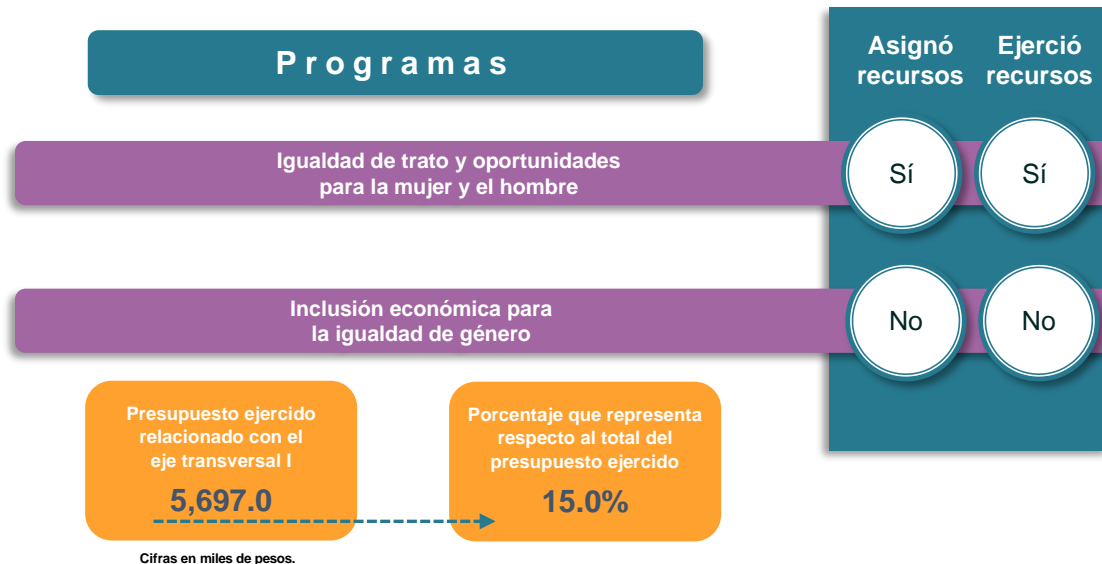 Programas
Asignó
recursos
Ejerció
recursos
Igualdad de trato y oportunidades
para la mujer y el hombre
Sí
Sí
Inclusión económica para
la igualdad de género
No
No
Presupuesto ejercido
relacionado con el
eje transversal I
5,697.0
Porcentaje que representa
respecto al total del
presupuesto ejercido
15.0%
Cifras en miles de pesos.